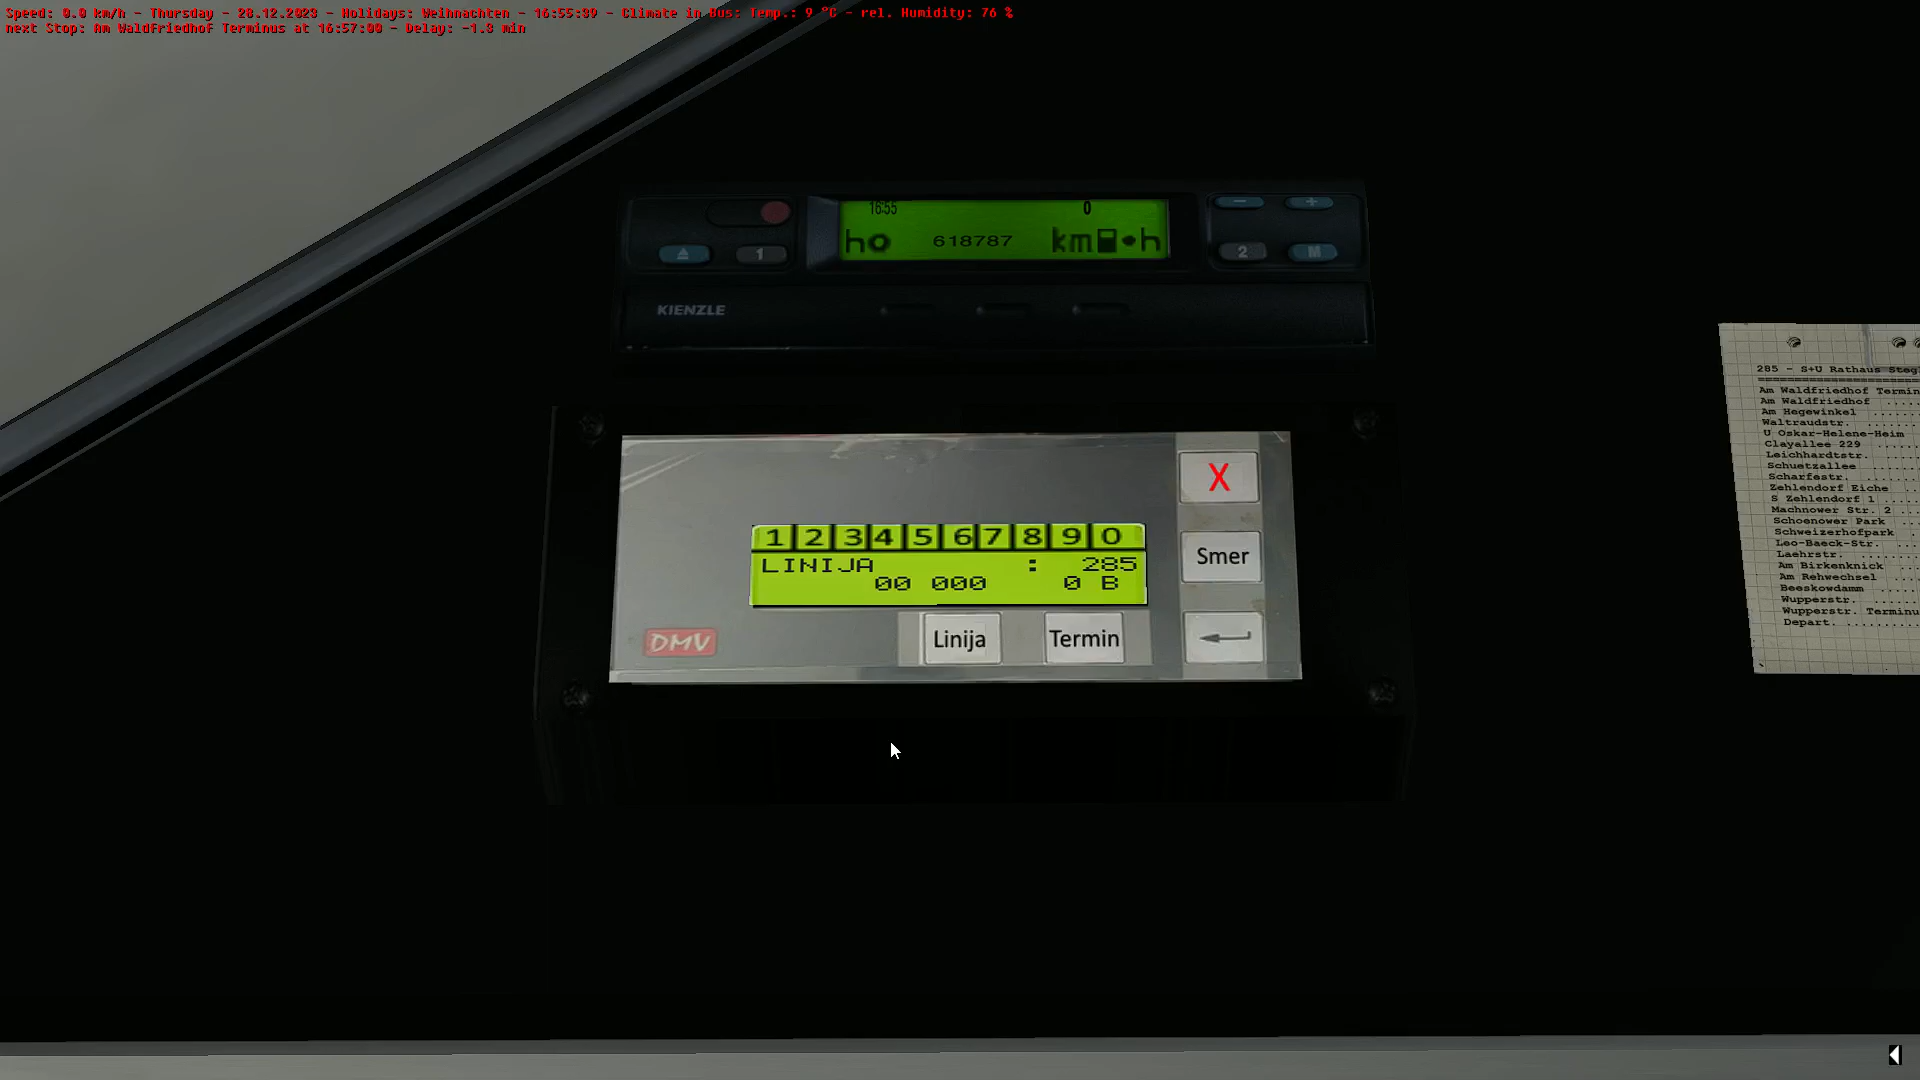 Speed: 0.0 km/h - Thursday - 28.12.2023 - Holidays: Weihnachten - 16:55:39 - Climate in Bus: Temp.: 9 °C - rel. Humidity: 76 %
next Stop: Am Waldfriedhof Terminus at 16:57:00 - Delay: -1.3 min
16:55 0
ho 618787 km h
1
− +
2 M
KIENZLE
X
1 2 3 4 5 6 7 8 9 0
LINIJA : 285
00 000 0 B
Smer
DMV
Linija
Termin
285 - S+U Rathaus Steg
Am Waldfriedhof Termin
Am Waldfriedhof ....
Am Hegewinkel ......
Waltraudstr. ......
U Oskar-Helene-Heim
Clayallee 229 ......
Leichhardtstr. .....
Schuetzallee ......
Scharfestr. .......
Zehlendorf Eiche ...
S Zehlendorf 1 .....
Machnower Str. 2 ...
Schoenower Park ....
Schweizerhofpark ...
Leo-Baeck-Str. .....
Laehrstr. .........
Am Birkenknick ....
Am Rehwechsel .....
Beeskowdamm .......
Wupperstr. .......
Wupperstr. Terminu
Depart. ..........